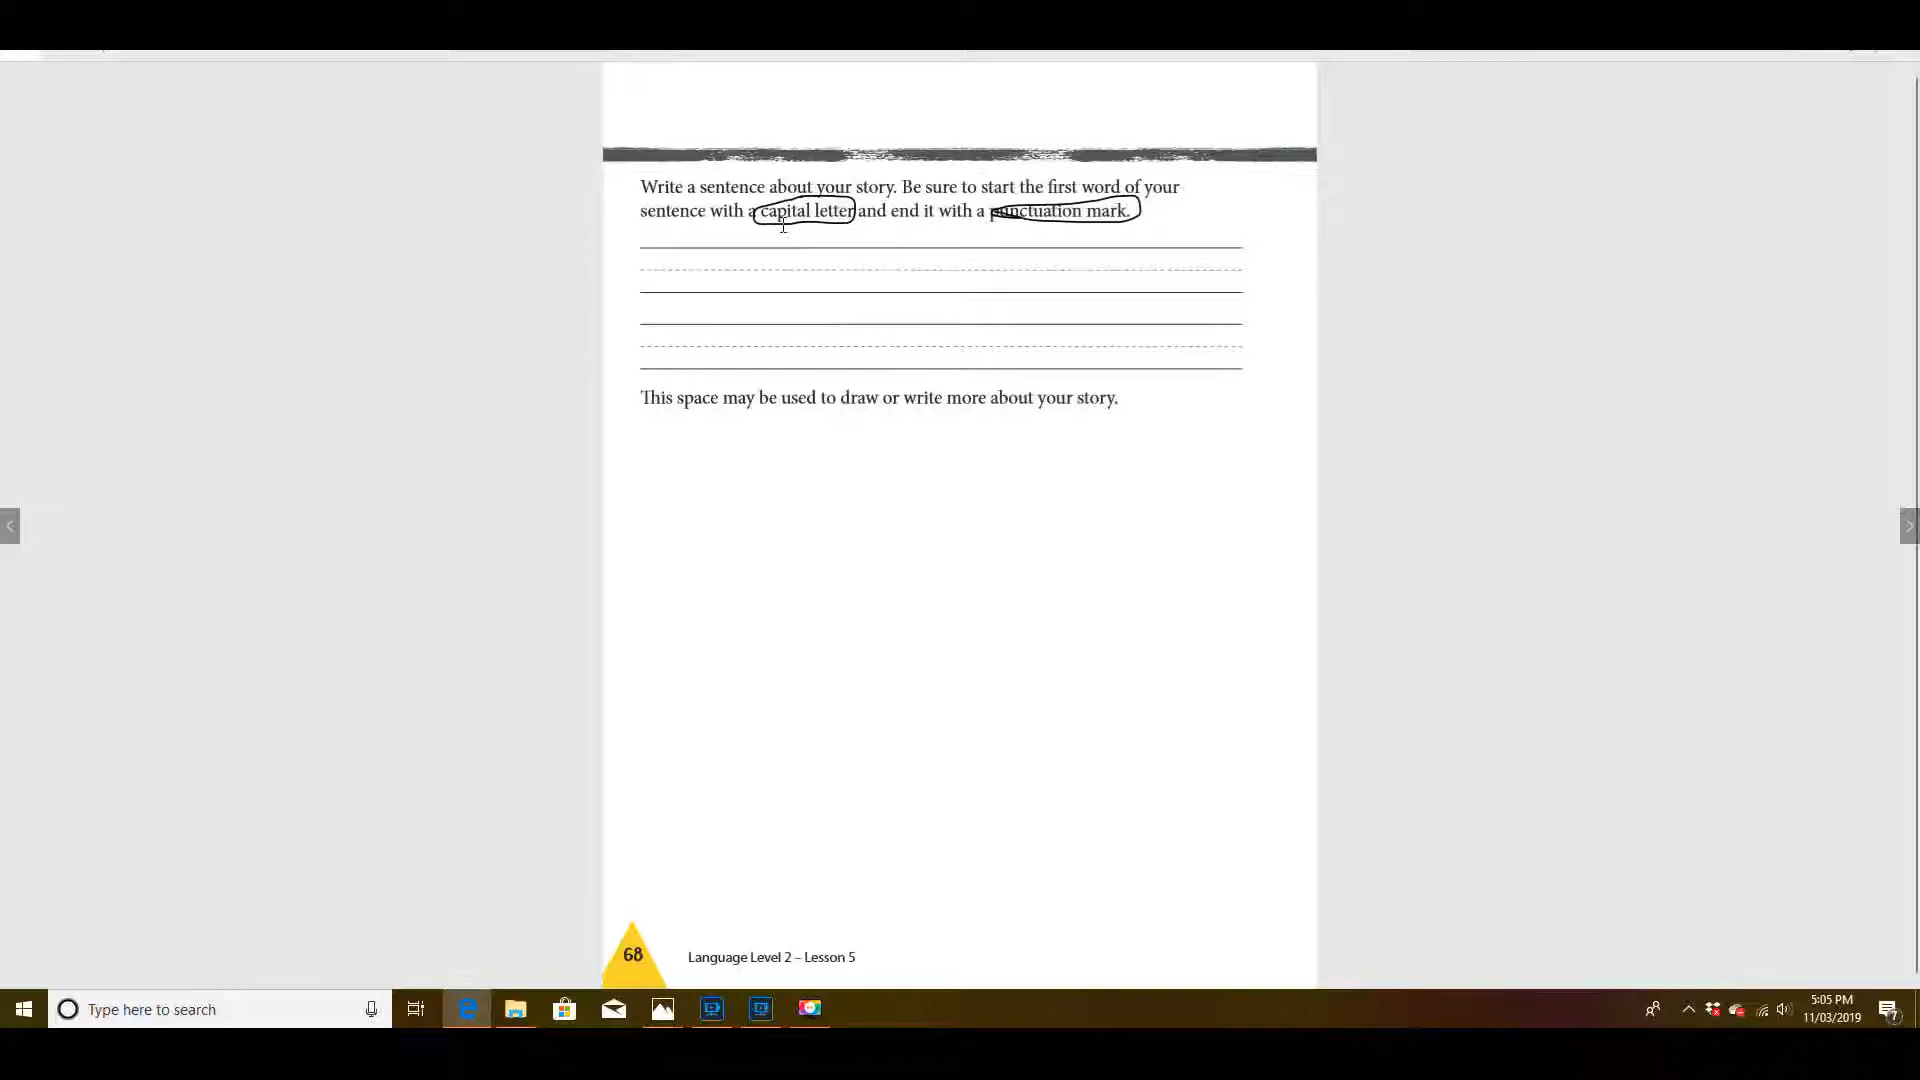 Write a sentence about your story. Be sure to start the first word of your
sentence with a capital letter and end it with a punctuation mark.
This space may be used to draw or write more about your story.
68
Language Level 2 – Lesson 5
Type here to search
5:05 PM
11/03/2019
7